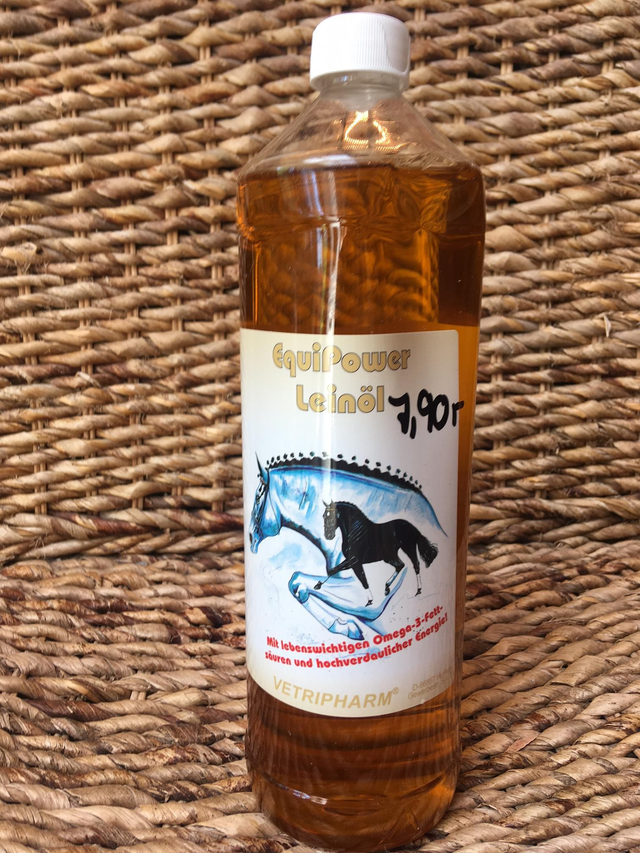 EquiPower
Leinöl
7,90
Mit lebenswichtigen Omega-3-Fett-
säuren und hochverdaulicher Energie!
VETRIPHARM®